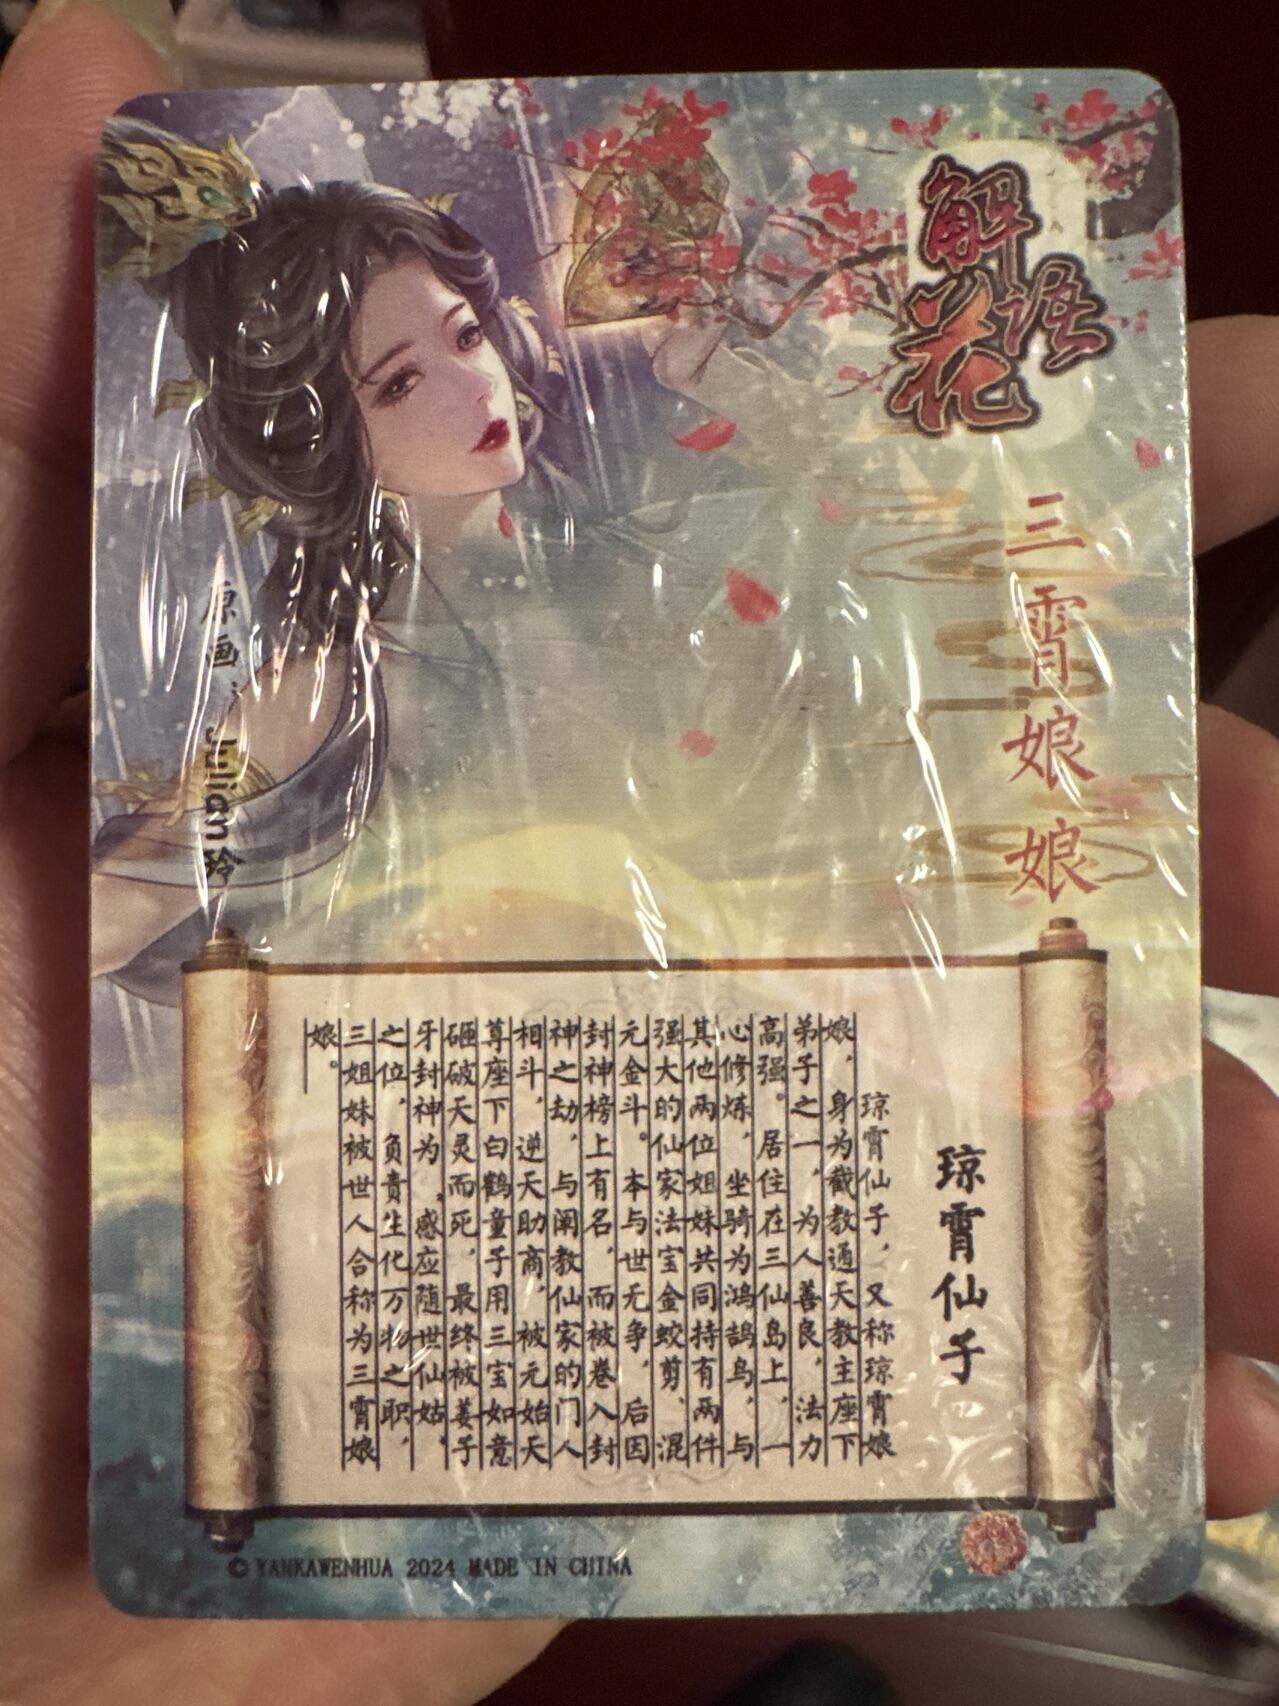 解语花
三霄娘娘
琼霄仙子
琼霄仙子，又称琼霄娘
娘，身为截教通天教主座下
弟子之一，为人善良，法力
高强。居住在三仙岛上，一
心修炼，坐骑为鸿鹄鸟，与
其他两位姐妹共同持有两件
强大的仙家法宝金蛟剪，混
元金斗。本与世无争，后因
封神榜上有名，而被卷入封
神之劫，与阐教仙家的门人
相斗，逆天助商，被元始天
尊座下白鹤童子用三宝如意
砸破天灵而死，最终被姜子
牙封神为，感应随世仙姑，
之位，负责生化万物之职，
三姐妹被世人合称为三霄娘
娘。
原画：Julian玲
© YANKAWENHUA 2024 MADE IN CHINA